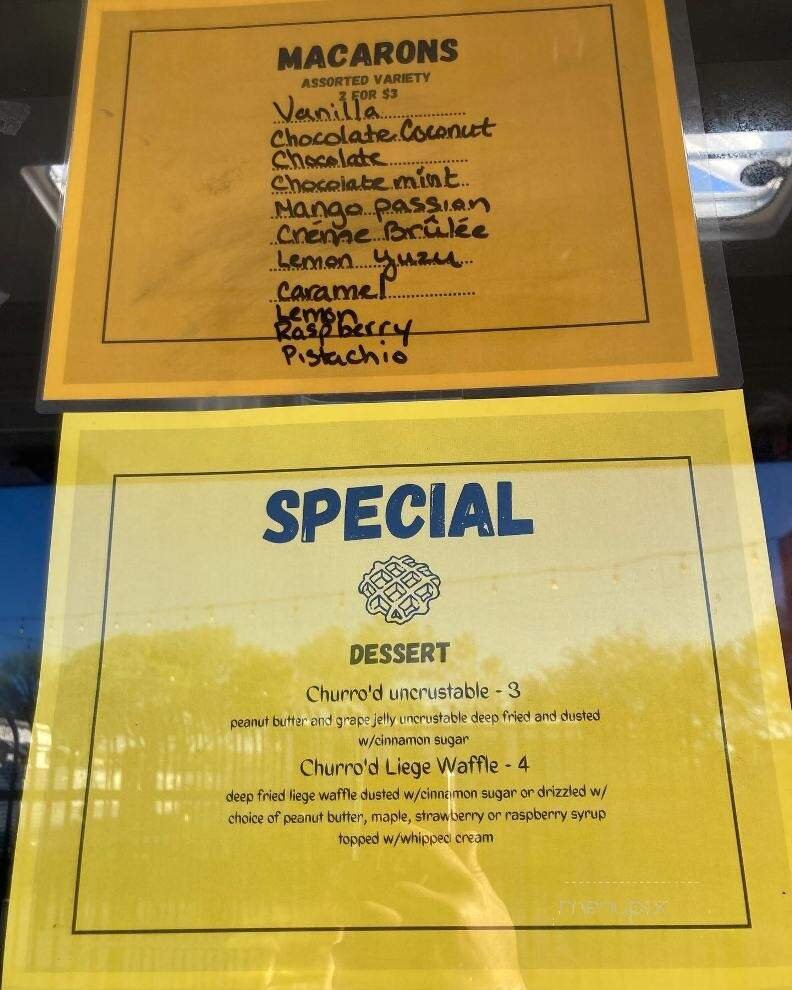 MACARONS
ASSORTED VARIETY
2 FOR $3
Vanilla
Chocolate Coconut
Chocolate
Chocolate mint
Mango passion
Créme Brûlée
Lemon yuzu
Caramel
Lemon
Raspberry
Pistachio
SPECIAL
DESSERT
Churro'd uncrustable - 3
peanut butter and grape jelly uncrustable deep fried and dusted
w/cinnamon sugar
Churro'd Liege Waffle - 4
deep fried liege waffle dusted w/cinnamon sugar or drizzled w/
choice of peanut butter, maple, strawberry or raspberry syrup
topped w/whipped cream
menupix